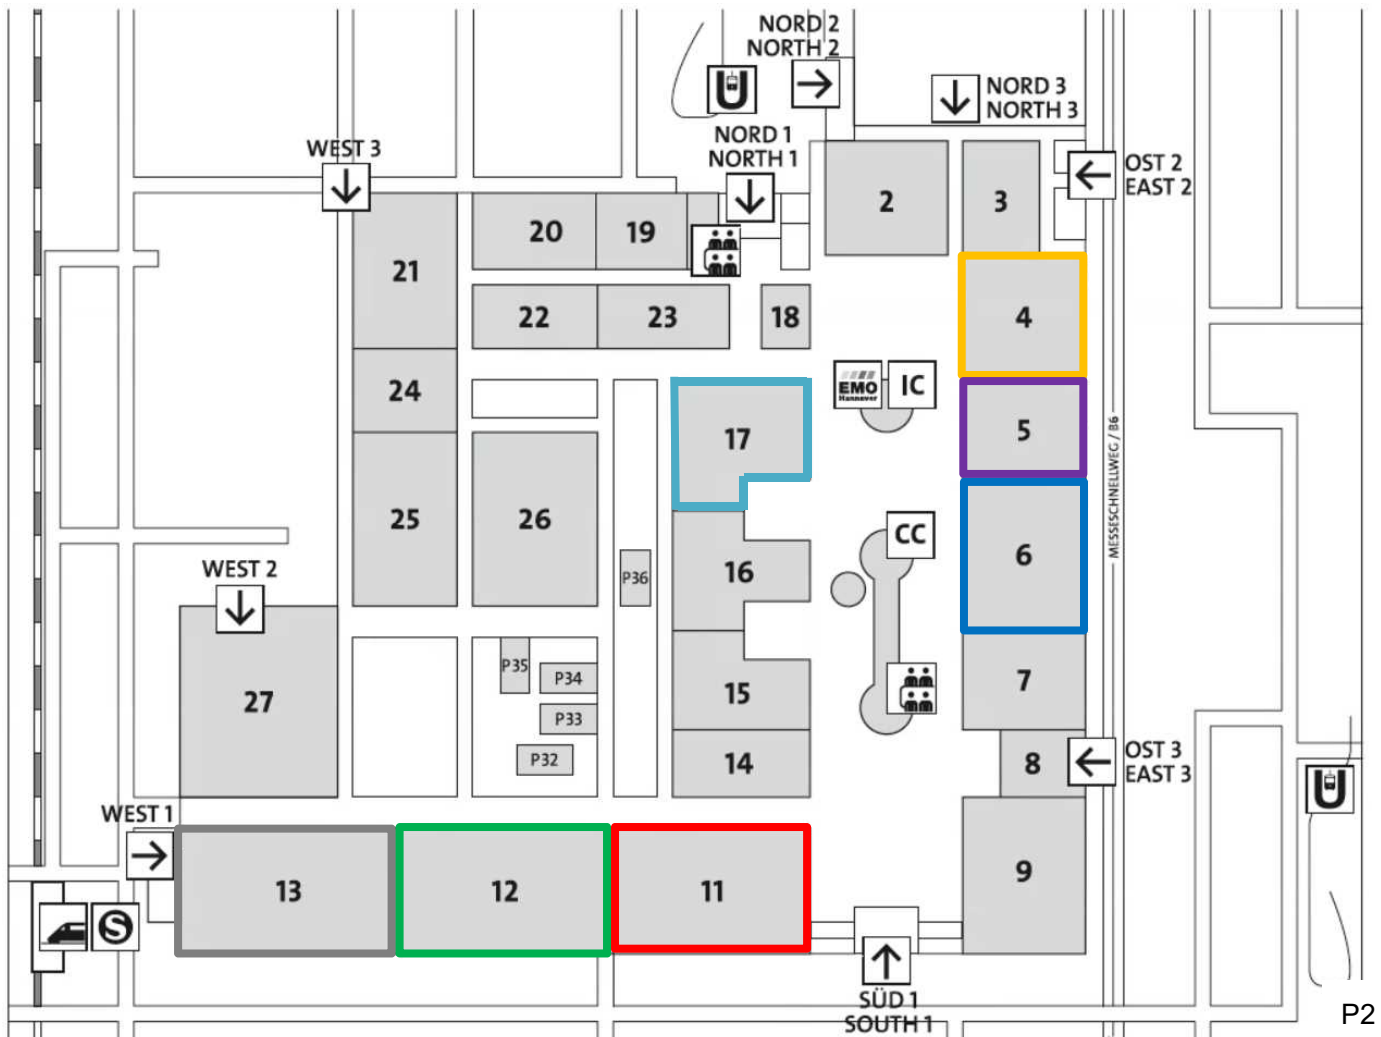 NORD 2
NORTH 2
U
NORD 3
NORTH 3
NORD 1
NORTH 1
WEST 3
OST 2
EAST 2
2
3
20
19
21
4
22
23
18
EMO
Hannover
IC
24
17
5
MESSESCHNELLWEG / B6
25
26
CC
6
16
P36
WEST 2
P35
P34
7
15
27
P33
14
P32
8
OST 3
EAST 3
U
WEST 1
9
13
12
11
S
SÜD 1
SOUTH 1
P2